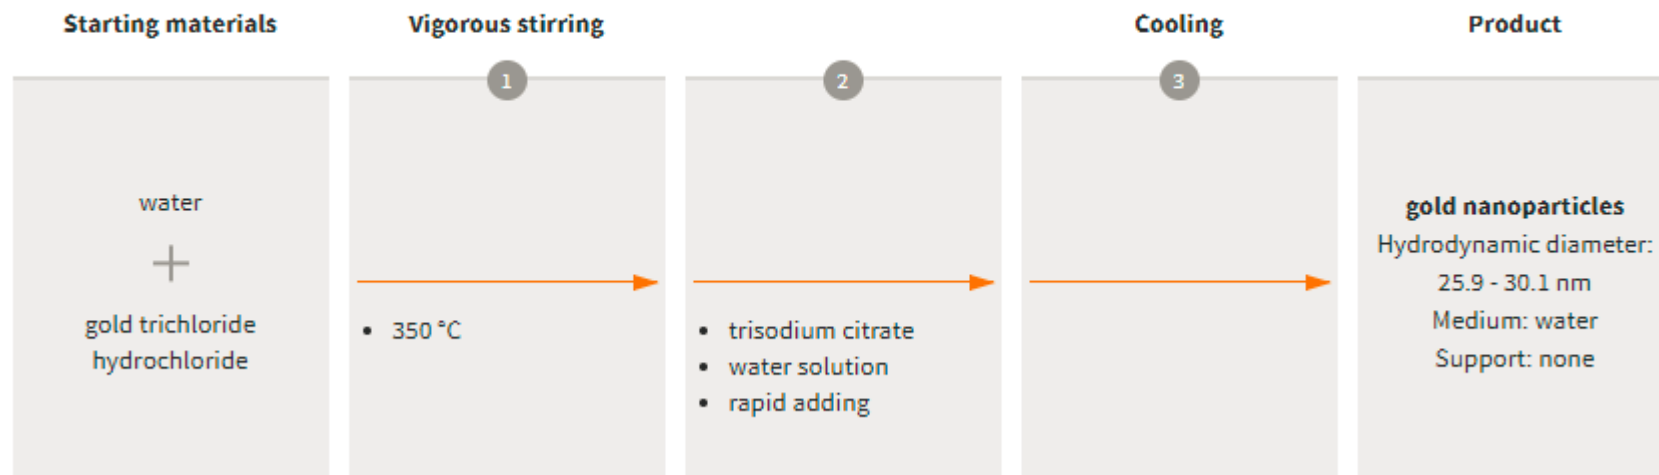 Starting materials
Vigorous stirring
Cooling
Product
1
2
3
water
+
gold trichloride
hydrochloride
• 350 °C
• trisodium citrate
• water solution
• rapid adding
gold nanoparticles
Hydrodynamic diameter:
25.9 - 30.1 nm
Medium: water
Support: none